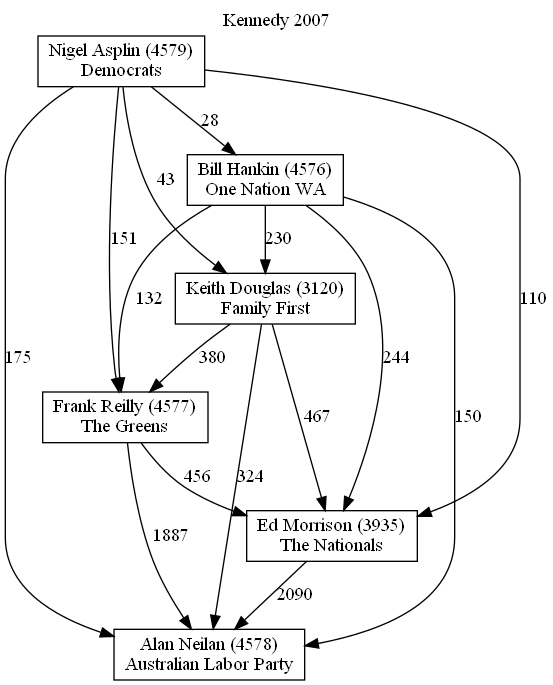 Kennedy 2007
Nigel Asplin (4579)
Democrats
28
Bill Hankin (4576)
One Nation WA
43
151
230
132
Keith Douglas (3120)
Family First
110
175
380
244
Frank Reilly (4577)
The Greens
467
150
456
324
Ed Morrison (3935)
The Nationals
1887
2090
Alan Neilan (4578)
Australian Labor Party